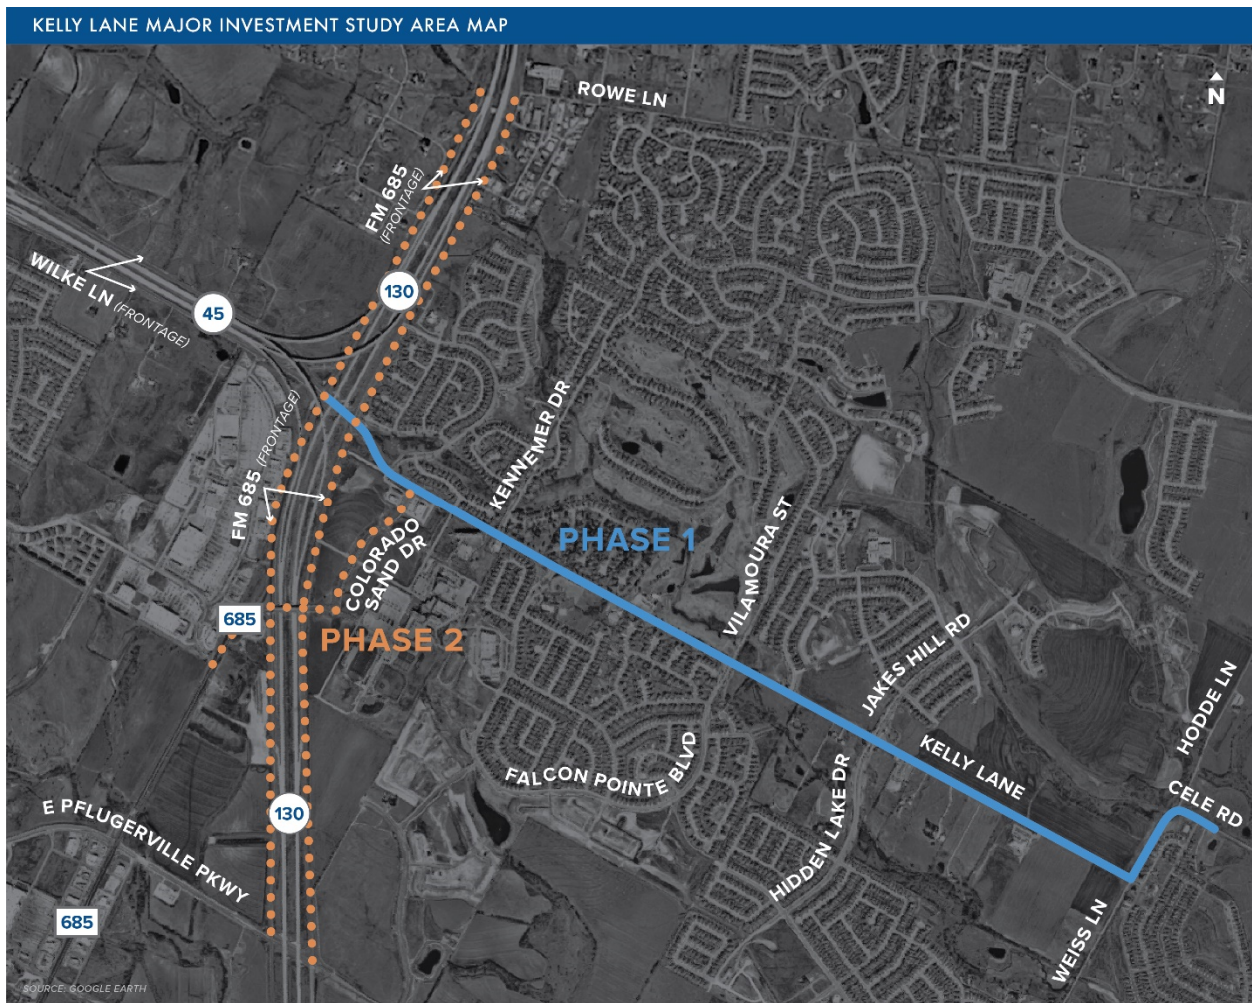 KELLY LANE MAJOR INVESTMENT STUDY AREA MAP
N
ROWE LN
FM 685
(FRONTAGE)
WILKE LN (FRONTAGE)
130
45
FM 685 (FRONTAGE)
KENNEMER DR
COLORADO
SAND DR
PHASE 1
VILAMOURA ST
685
PHASE 2
JAKES HILL RD
HODDE LN
KELLY LANE
FALCON POINTE BLVD
HIDDEN LAKE DR
CELE RD
130
E PFLUGERVILLE PKWY
685
WEISS LN
SOURCE: GOOGLE EARTH